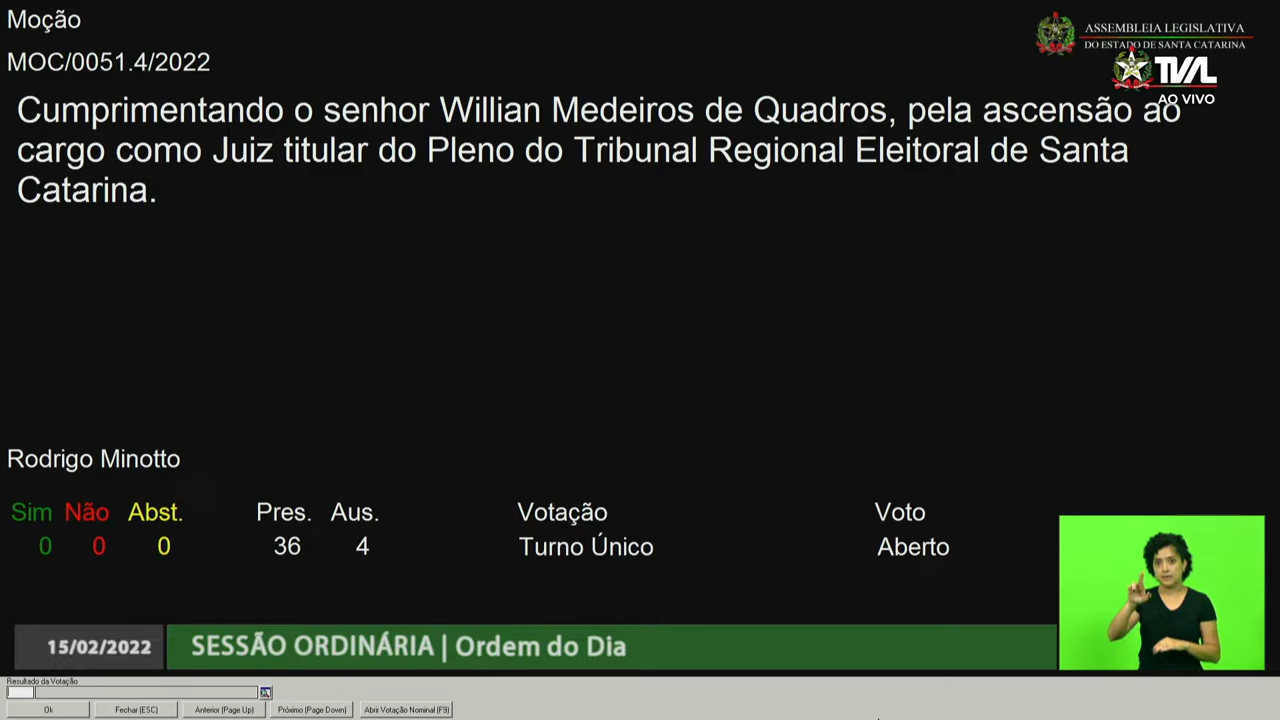 Moção
ASSEMBLEIA LEGISLATIVA
DO ESTADO DE SANTA CATARINA
MOC/0051.4/2022
TVAL
AO VIVO
Cumprimentando o senhor Willian Medeiros de Quadros, pela ascensão ao
cargo como Juiz titular do Pleno do Tribunal Regional Eleitoral de Santa
Catarina.
Rodrigo Minotto
Sim Não Abst. Pres. Aus. Votação Voto
0 0 0 36 4 Turno Único Aberto
15/02/2022 SESSÃO ORDINÁRIA | Ordem do Dia
Resultado da Votação
Ok Fechar (ESC) Anterior (Page Up) Próximo (Page Down) Abrir Votação Nominal (F9)